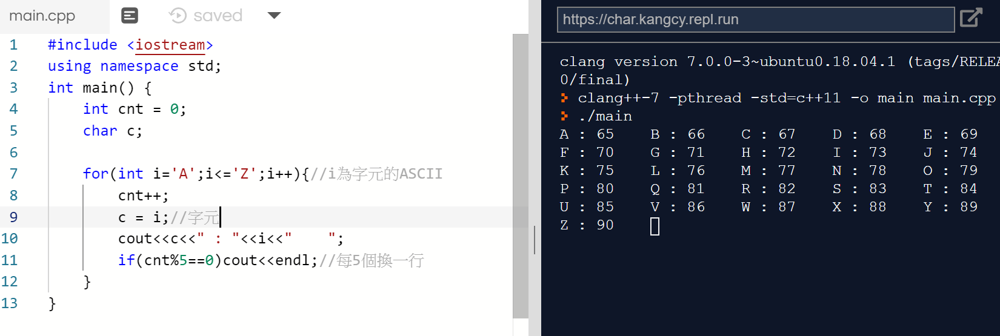 main.cpp
saved
1 #include <iostream>
2 using namespace std;
3 int main() {
4     int cnt = 0;
5     char c;
6
7     for(int i='A';i<='Z';i++){//i為字元的ASCII
8         cnt++;
9         c = i;//字元
10         cout<<c<<" : "<<i<<"    ";
11         if(cnt%5==0)cout<<endl;//每5個換一行
12     }
13 }
https://char.kangcy.repl.run
clang version 7.0.0-3~ubuntu0.18.04.1 (tags/RELEA
0/final)
clang++-7 -pthread -std=c++11 -o main main.cpp
./main
A : 65    B : 66    C : 67    D : 68    E : 69
F : 70    G : 71    H : 72    I : 73    J : 74
K : 75    L : 76    M : 77    N : 78    O : 79
P : 80    Q : 81    R : 82    S : 83    T : 84
U : 85    V : 86    W : 87    X : 88    Y : 89
Z : 90